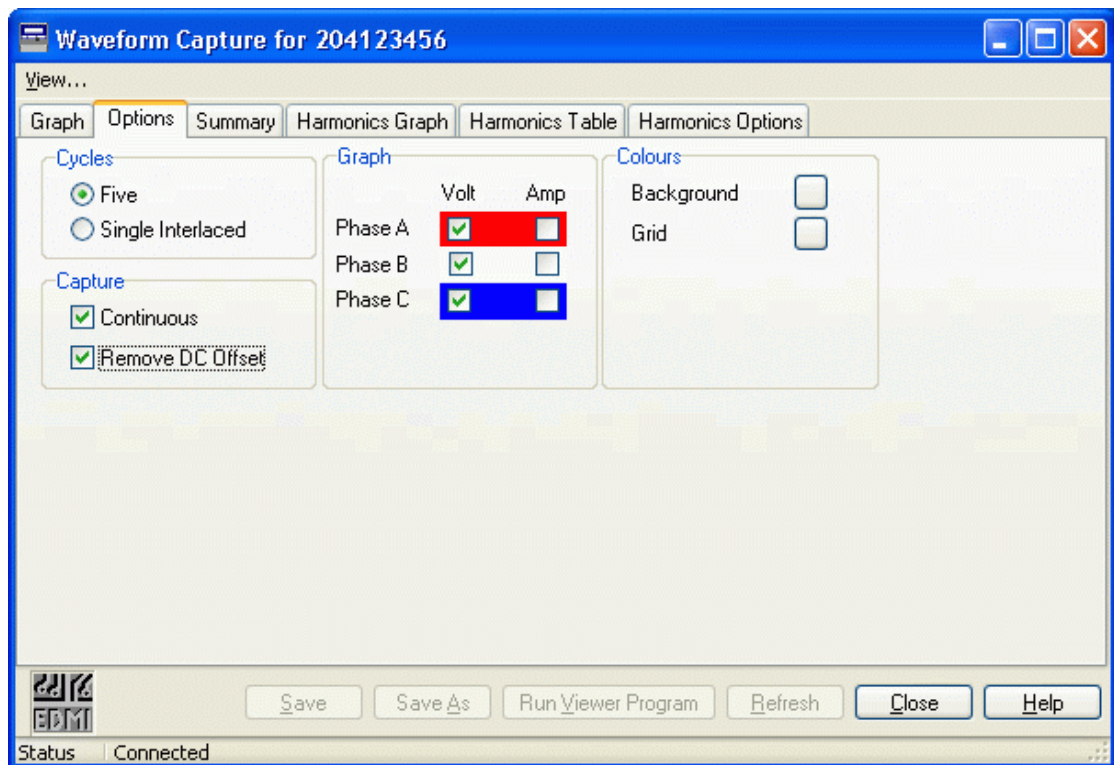 Waveform Capture for 204123456
View...
Graph Options Summary Harmonics Graph Harmonics Table Harmonics Options
Cycles
Five
Single Interlaced
Capture
Continuous
Remove DC Offset
Graph
Volt Amp
Phase A
Phase B
Phase C
Colours
Background
Grid
EDMI
Save Save As Run Viewer Program Refresh Close Help
Status Connected